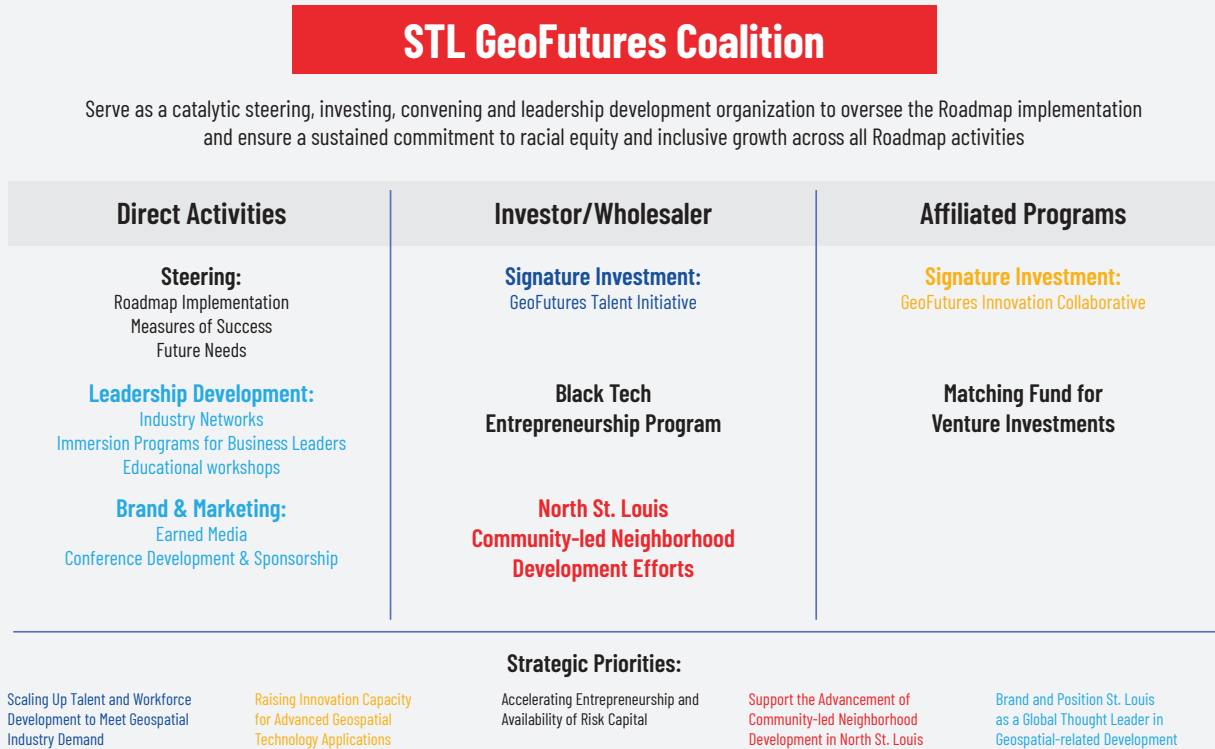 STL GeoFutures Coalition
Serve as a catalytic steering, investing, convening and leadership development organization to oversee the Roadmap implementation
and ensure a sustained commitment to racial equity and inclusive growth across all Roadmap activities
Direct Activities
Steering:
Roadmap Implementation
Measures of Success
Future Needs
Leadership Development:
Industry Networks
Immersion Programs for Business Leaders
Educational workshops
Brand & Marketing:
Earned Media
Conference Development & Sponsorship
Investor/Wholesaler
Signature Investment:
GeoFutures Talent Initiative
Black Tech
Entrepreneurship Program
North St. Louis
Community-led Neighborhood
Development Efforts
Affiliated Programs
Signature Investment:
GeoFutures Innovation Collaborative
Matching Fund for
Venture Investments
Strategic Priorities:
Scaling Up Talent and Workforce
Development to Meet Geospatial
Industry Demand
Raising Innovation Capacity
for Advanced Geospatial
Technology Applications
Accelerating Entrepreneurship and
Availability of Risk Capital
Support the Advancement of
Community-led Neighborhood
Development in North St. Louis
Brand and Position St. Louis
as a Global Thought Leader in
Geospatial-related Development